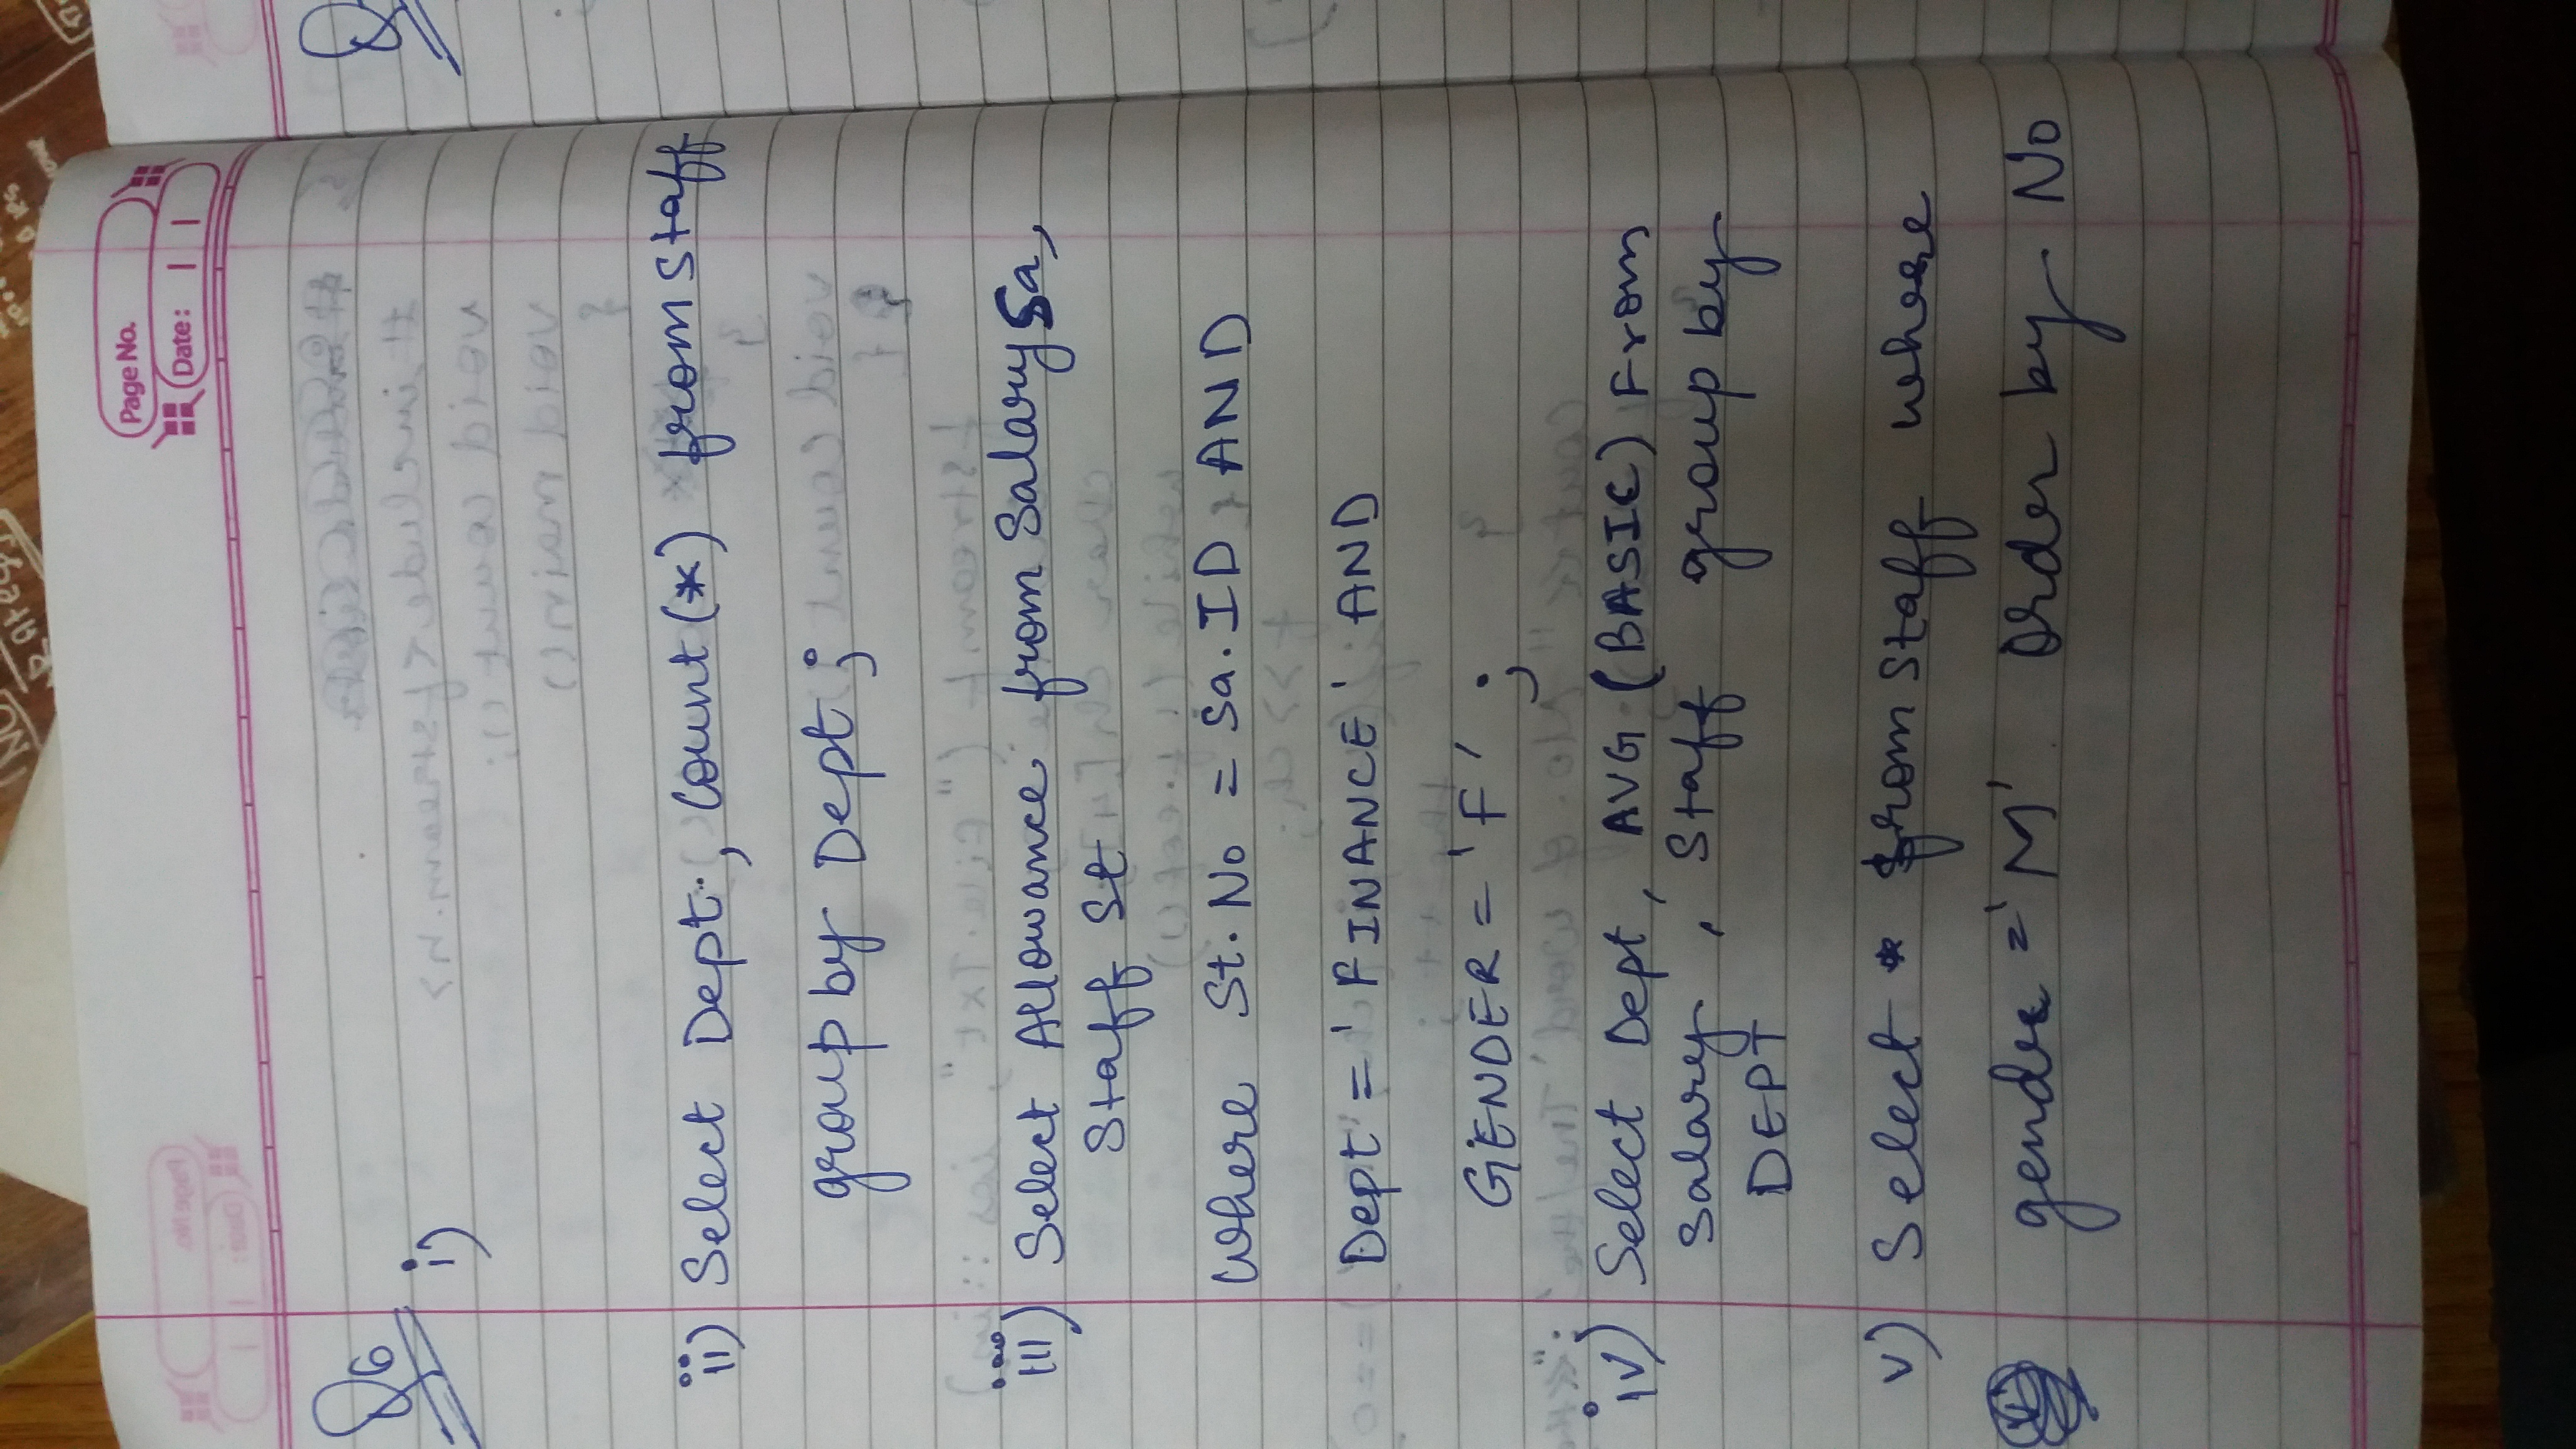 Page No.
Date:
Q6
i)
ii) Select Dept., Count(*) from Staff
group by Dept;
iii) Select Allowance from Salary Sa,
Staff St
Where St. No = Sa. ID AND
Dept = 'FINANCE' AND
GENDER = 'F' ;
iv) Select Dept, AVG (BASIC) From
Salary, Staff group by
DEPT
v) Select * from Staff where
gender = 'M' Order by No